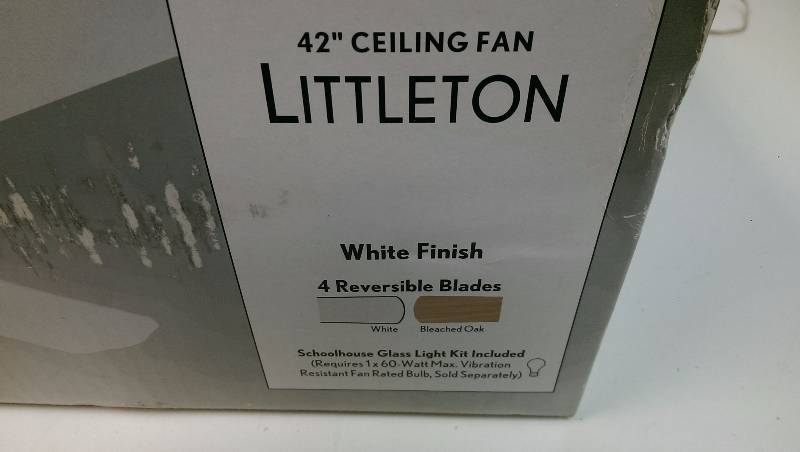 42" CEILING FAN
LITTLETON
White Finish
4 Reversible Blades
White Bleached Oak
Schoolhouse Glass Light Kit Included
(Requires 1 x 60-Watt Max. Vibration
Resistant Fan Rated Bulb, Sold Separately)